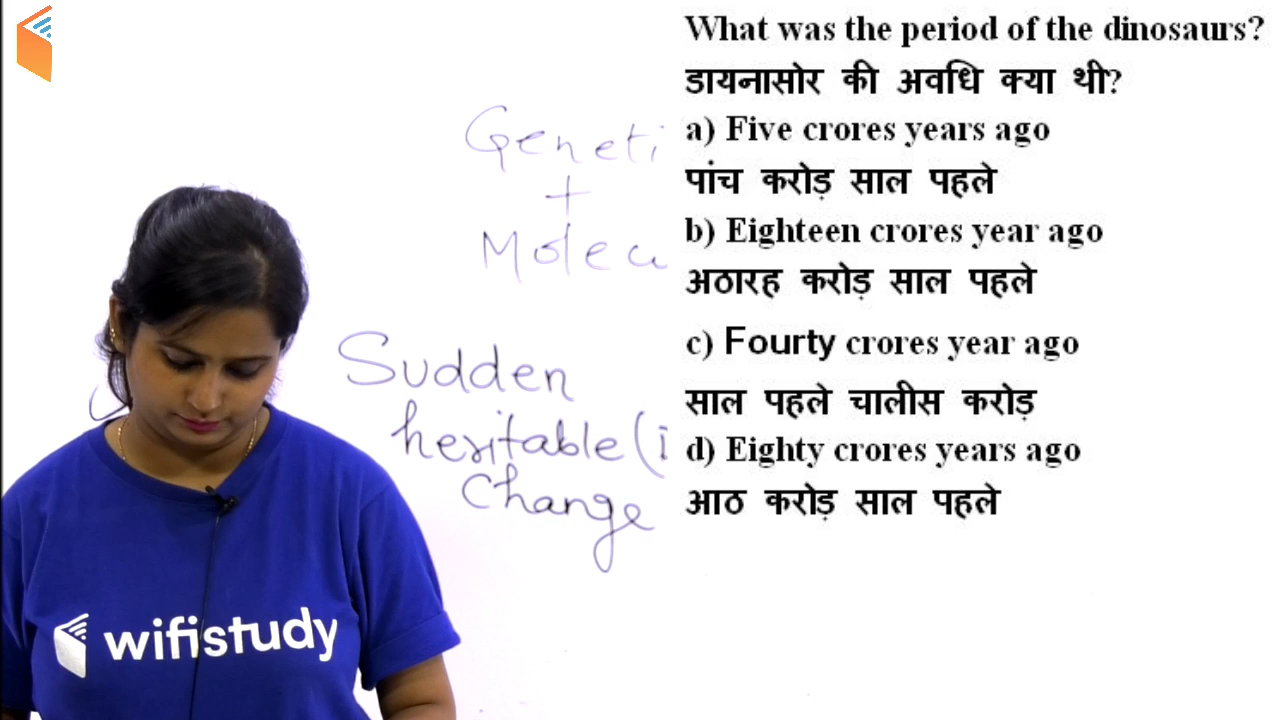 What was the period of the dinosaurs?
डायनासोर की अवधि क्या थी?
a) Five crores years ago
पांच करोड़ साल पहले
b) Eighteen crores year ago
अठारह करोड़ साल पहले
c) Fourty crores year ago
साल पहले चालीस करोड़
d) Eighty crores years ago
आठ करोड़ साल पहले
Geneti
+
Molecu
Sudden
heritable (i
Change
wifistudy